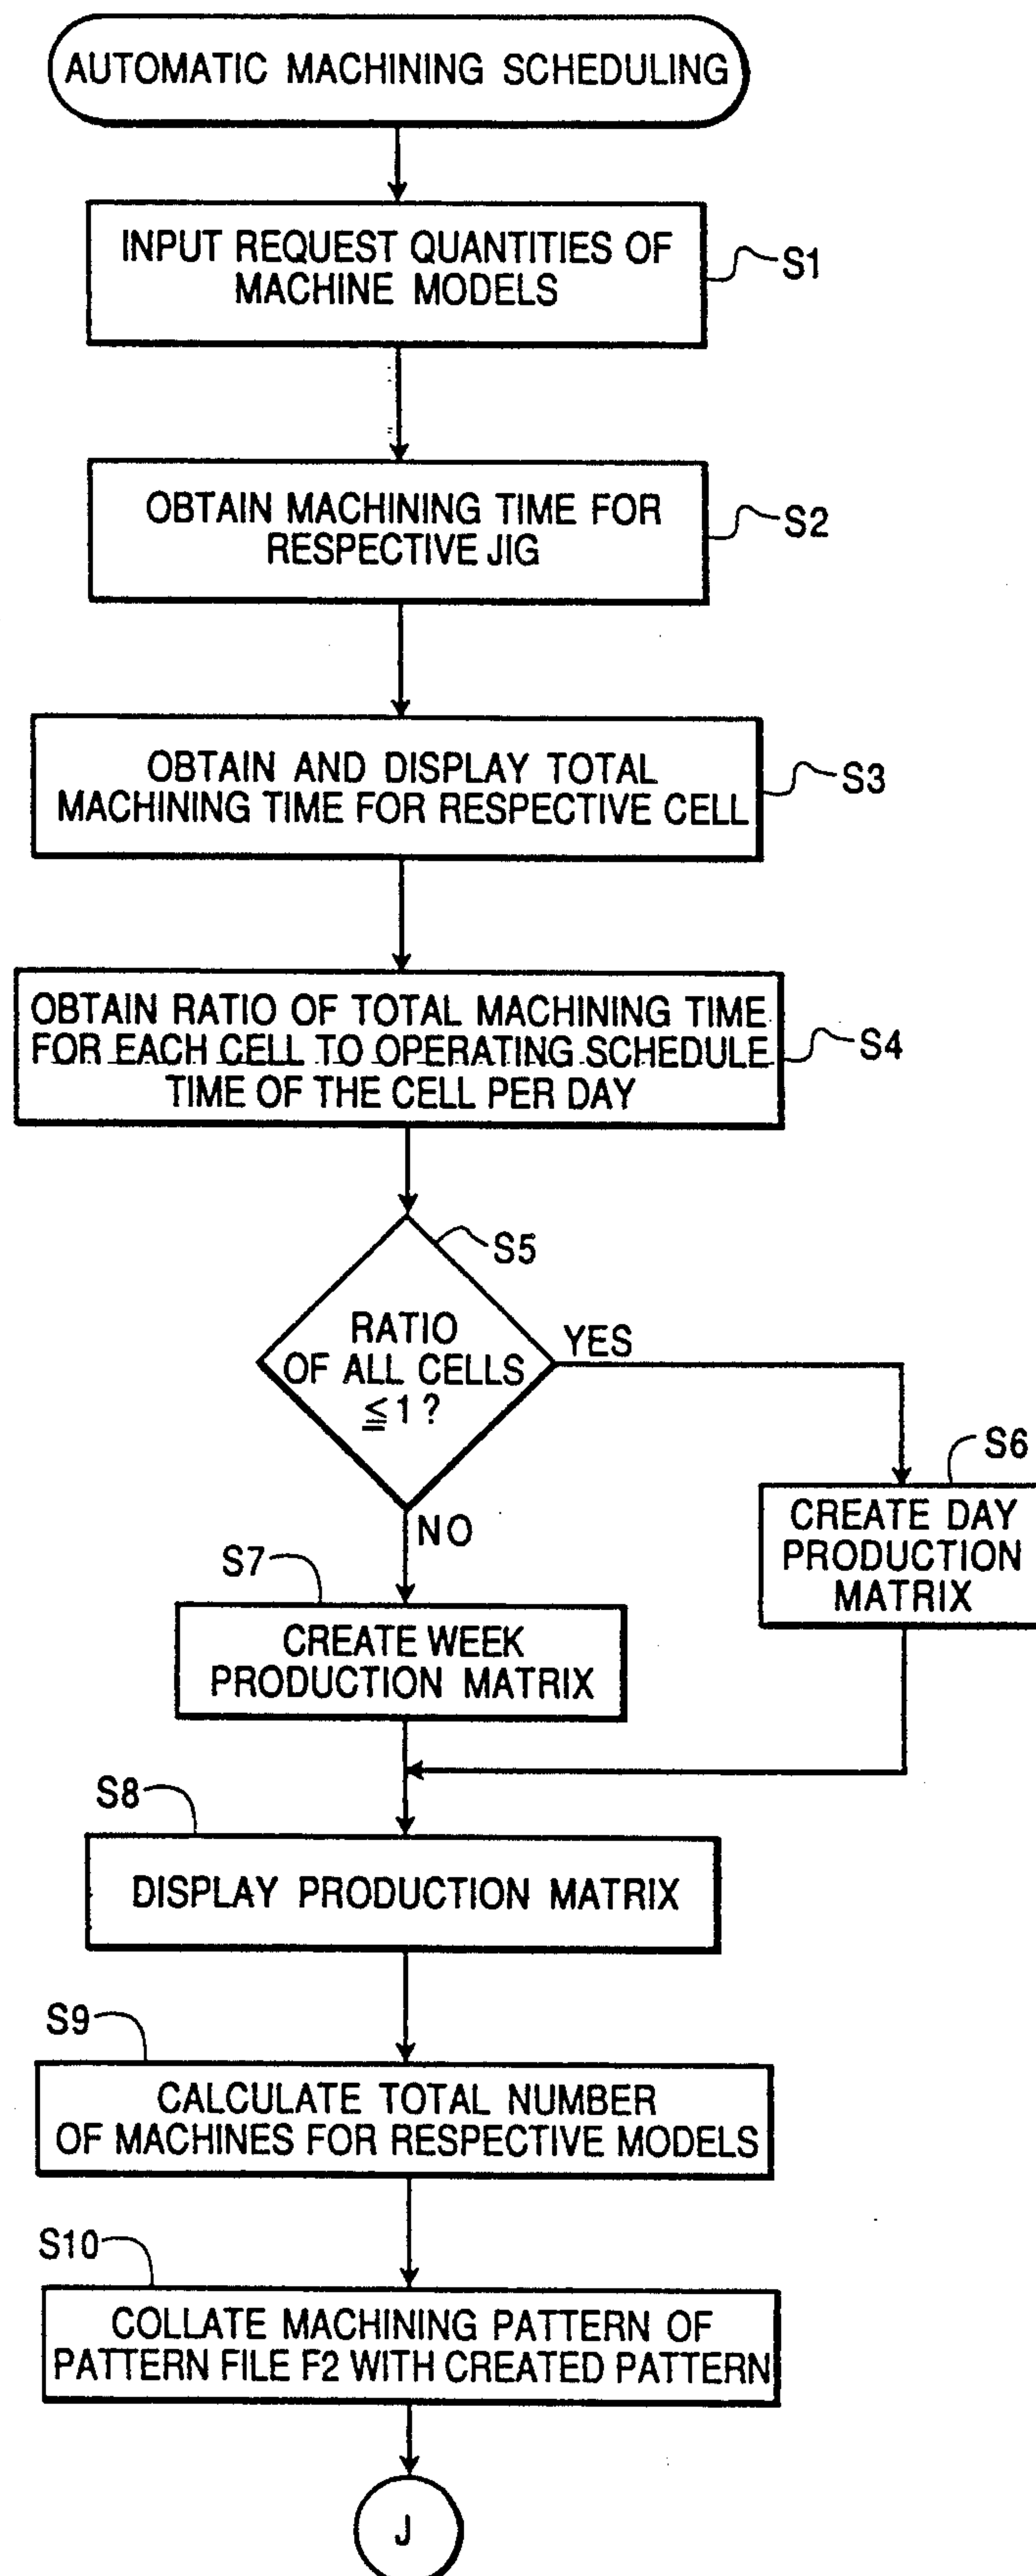 AUTOMATIC MACHINING SCHEDULING
INPUT REQUEST QUANTITIES OF
MACHINE MODELS
S1
OBTAIN MACHINING TIME FOR
RESPECTIVE JIG
S2
OBTAIN AND DISPLAY TOTAL
MACHINING TIME FOR RESPECTIVE CELL
S3
OBTAIN RATIO OF TOTAL MACHINING TIME
FOR EACH CELL TO OPERATING SCHEDULE
TIME OF THE CELL PER DAY
S4
S5
RATIO
OF ALL CELLS
≦1?
YES
NO
S6
CREATE DAY
PRODUCTION
MATRIX
S7
CREATE WEEK
PRODUCTION MATRIX
S8
DISPLAY PRODUCTION MATRIX
S9
CALCULATE TOTAL NUMBER
OF MACHINES FOR RESPECTIVE MODELS
S10
COLLATE MACHINING PATTERN OF
PATTERN FILE F2 WITH CREATED PATTERN
J